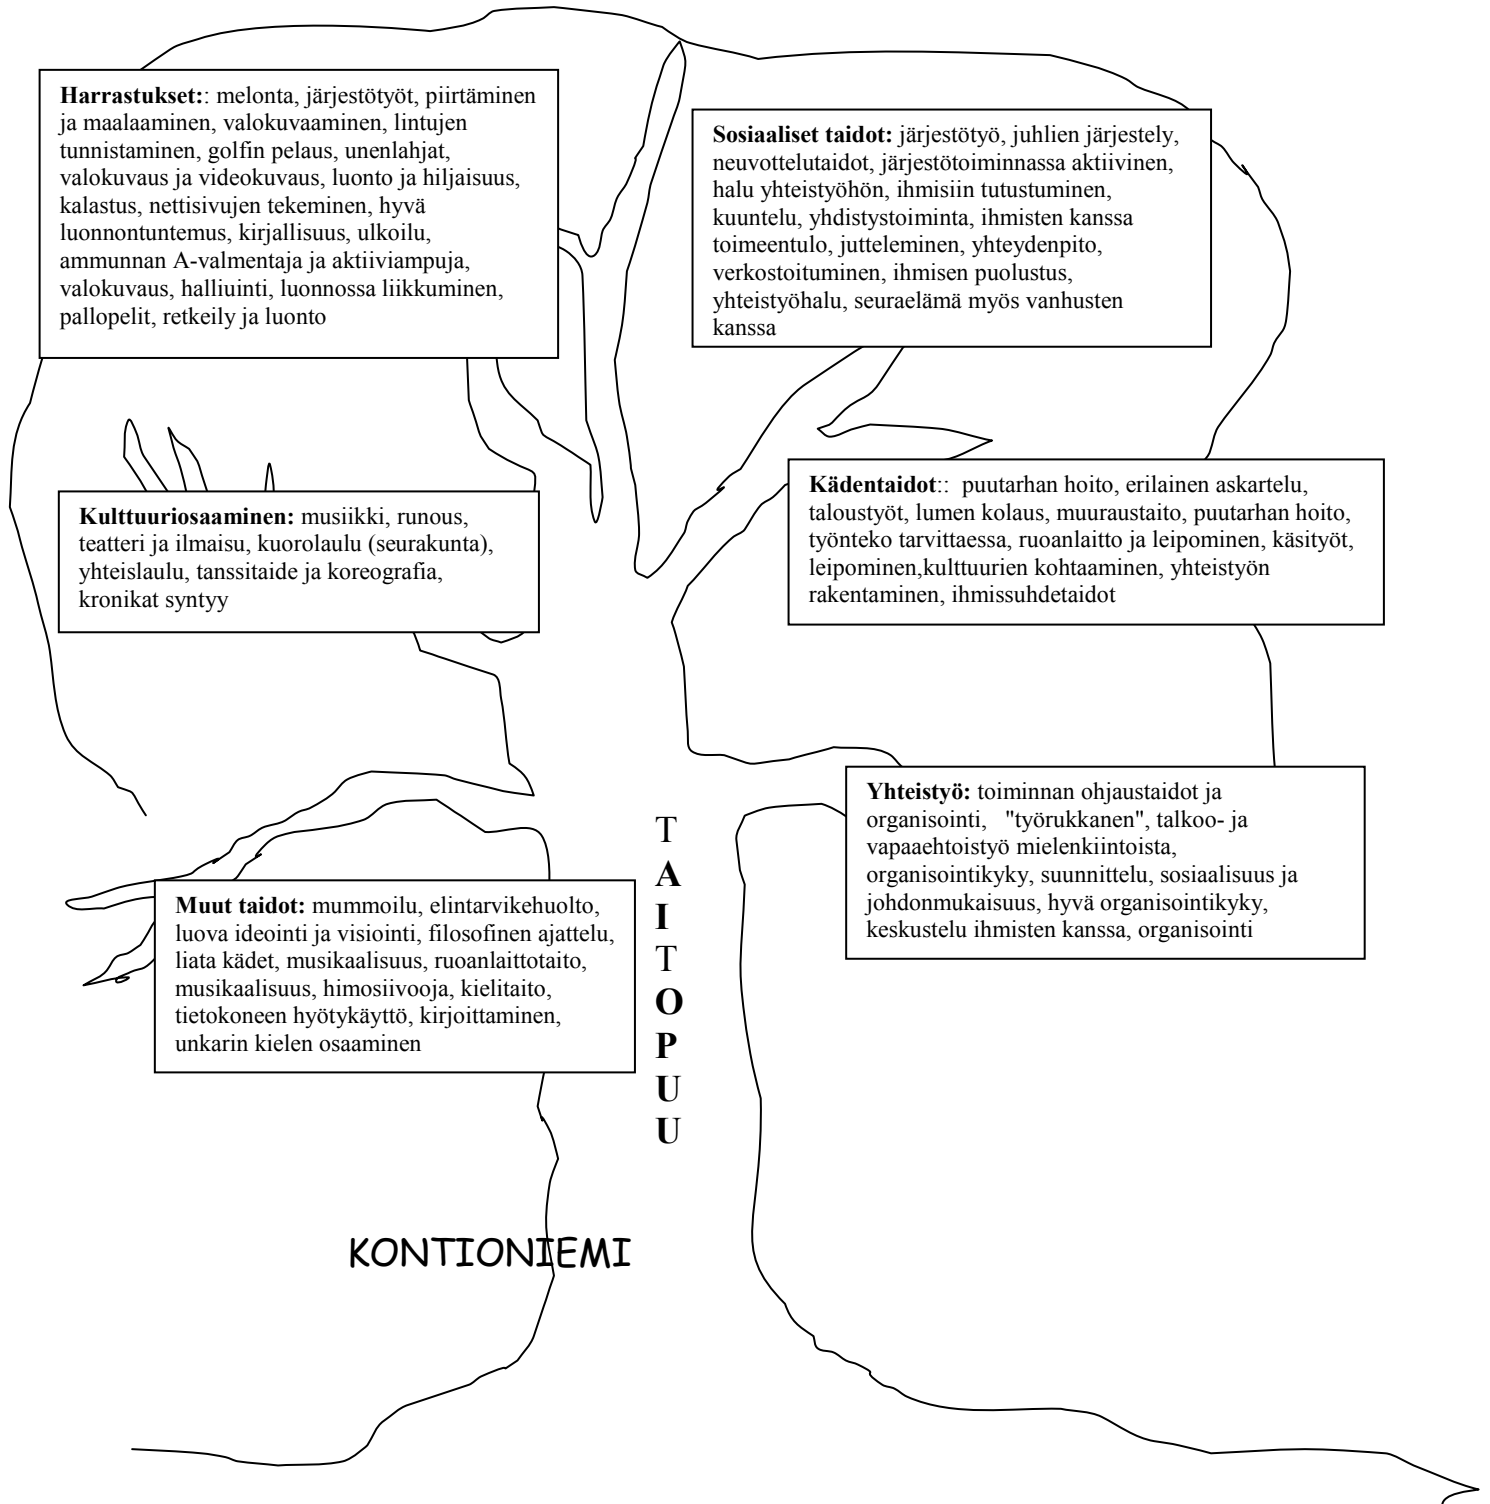 Harrastukset:: melonta, järjestötyöt, piirtäminen
ja maalaaminen, valokuvaaminen, lintujen
tunnistaminen, golfin pelaus, unenlahjat,
valokuvaus ja videokuvaus, luonto ja hiljaisuus,
kalastus, nettisivujen tekeminen, hyvä
luonnontuntemus, kirjallisuus, ulkoilu,
ammunnan A-valmentaja ja aktiiviampuja,
valokuvaus, halliuinti, luonnossa liikkuminen,
pallopelit, retkeily ja luonto
Sosiaaliset taidot: järjestötyö, juhlien järjestely,
neuvottelutaidot, järjestötoiminnassa aktiivinen,
halu yhteistyöhön, ihmisiin tutustuminen,
kuuntelu, yhdistystoiminta, ihmisten kanssa
toimeentulo, jutteleminen, yhteydenpito,
verkostoituminen, ihmisen puolustus,
yhteistyöhalu, seuraelämä myös vanhusten
kanssa
Kulttuuriosaaminen: musiikki, runous,
teatteri ja ilmaisu, kuorolaulu (seurakunta),
yhteislaulu, tanssitaide ja koreografia,
kronikat syntyy
Kädentaidot:: puutarhan hoito, erilainen askartelu,
taloustyöt, lumen kolaus, muuraustaito, puutarhan hoito,
työnteko tarvittaessa, ruoanlaitto ja leipominen, käsityöt,
leipominen,kulttuurien kohtaaminen, yhteistyön
rakentaminen, ihmissuhdetaidot
Yhteistyö: toiminnan ohjaustaidot ja
organisointi, "työrukkanen", talkoo- ja
vapaaehtoistyö mielenkiintoista,
organisointikyky, suunnittelu, sosiaalisuus ja
johdonmukaisuus, hyvä organisointikyky,
keskustelu ihmisten kanssa, organisointi
Muut taidot: mummoilu, elintarvikehuolto,
luova ideointi ja visiointi, filosofinen ajattelu,
liata kädet, musikaalisuus, ruoanlaittotaito,
musikaalisuus, himosiivooja, kielitaito,
tietokoneen hyötykäyttö, kirjoittaminen,
unkarin kielen osaaminen
T
A
I
T
O
P
U
U
KONTIONIEMI